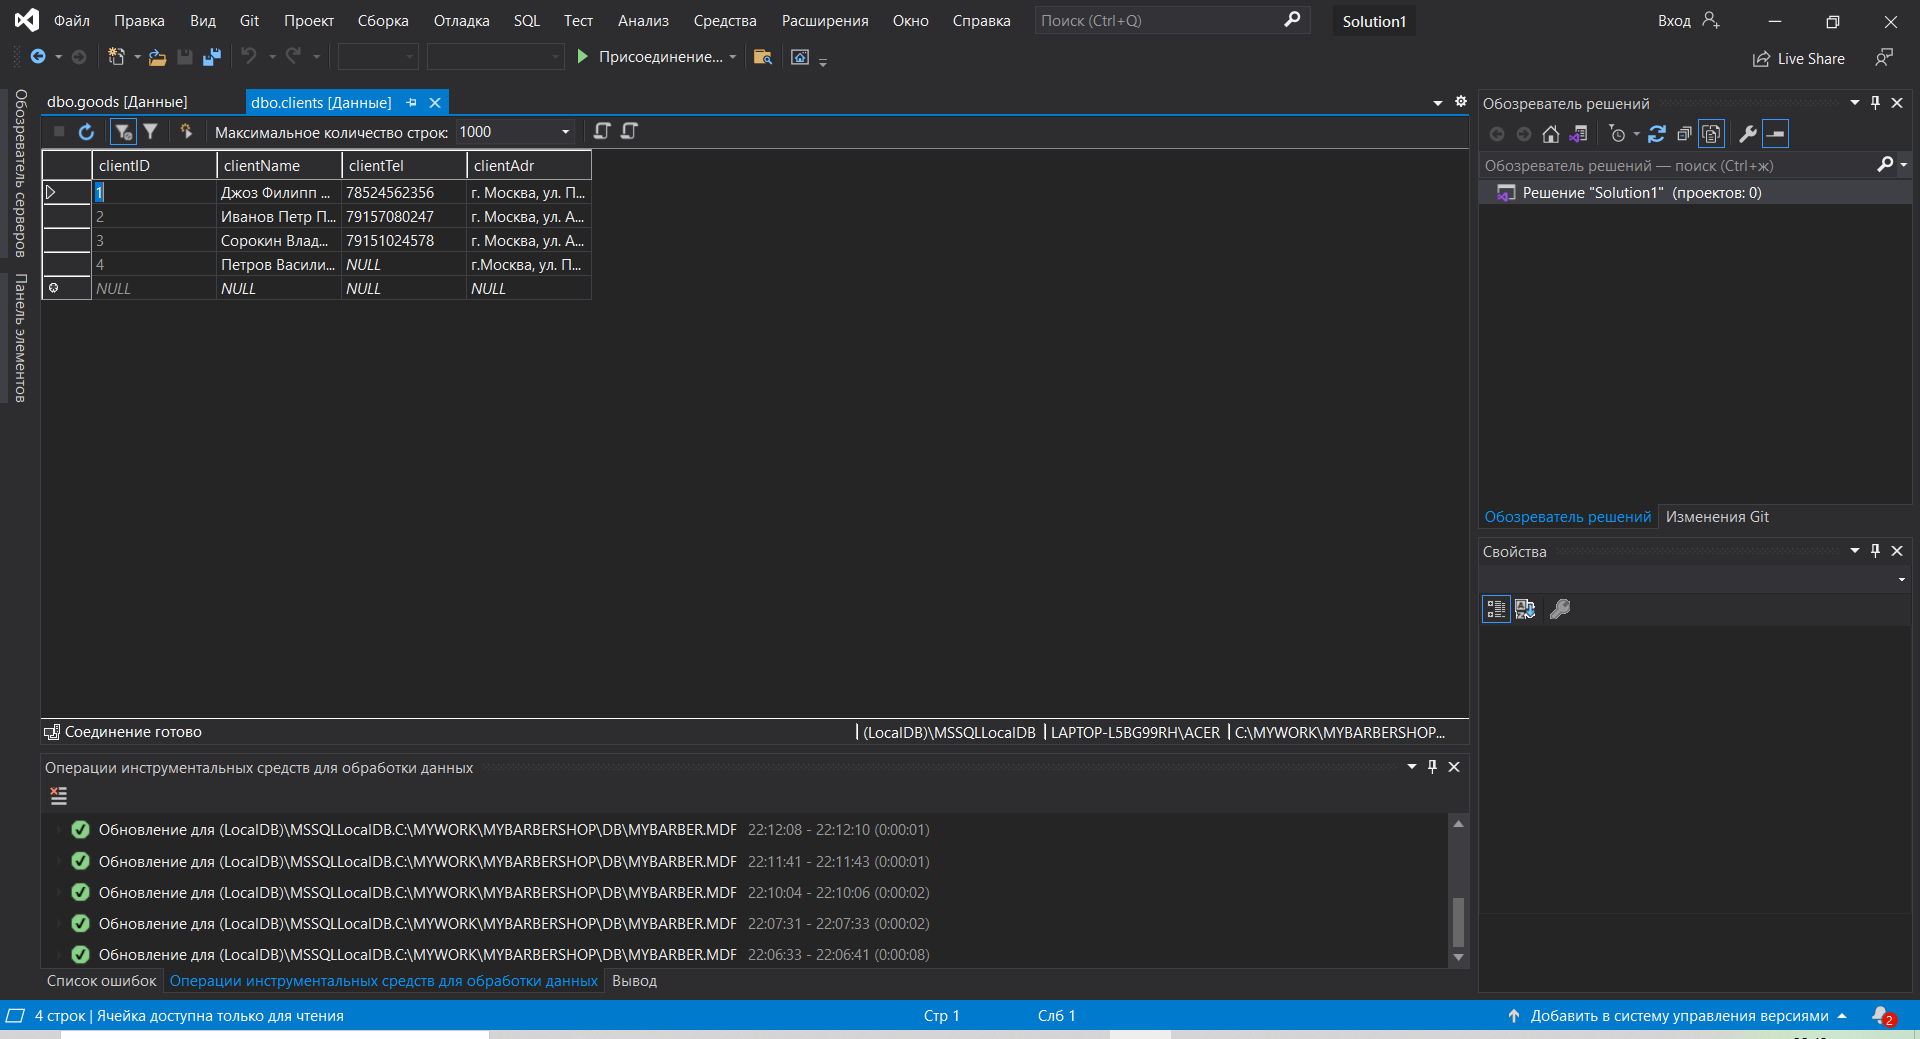 Файл Правка Вид Git Проект Сборка Отладка SQL Тест Анализ Средства Расширения Окно Справка Поиск (Ctrl+Q) Solution1 Вход
Присоединение... Live Share
Обозреватель серверов
Панель элементов
dbo.goods [Данные] dbo.clients [Данные]
Максимальное количество строк: 1000
clientID clientName clientTel clientAdr
1 Джоз Филипп ... 78524562356 г. Москва, ул. П...
2 Иванов Петр П... 79157080247 г. Москва, ул. А...
3 Сорокин Влад... 79151024578 г. Москва, ул. А...
4 Петров Васили... NULL г.Москва, ул. П...
NULL NULL NULL NULL
Соединение готово (LocalDB)\MSSQLLocalDB LAPTOP-L5BG99RH\ACER C:\MYWORK\MYBARBERSHOP...
Операции инструментальных средств для обработки данных
Обновление для (LocalDB)\MSSQLLocalDB.C:\MYWORK\MYBARBERSHOP\DB\MYBARBER.MDF 22:12:08 - 22:12:10 (0:00:01)
Обновление для (LocalDB)\MSSQLLocalDB.C:\MYWORK\MYBARBERSHOP\DB\MYBARBER.MDF 22:11:41 - 22:11:43 (0:00:01)
Обновление для (LocalDB)\MSSQLLocalDB.C:\MYWORK\MYBARBERSHOP\DB\MYBARBER.MDF 22:10:04 - 22:10:06 (0:00:02)
Обновление для (LocalDB)\MSSQLLocalDB.C:\MYWORK\MYBARBERSHOP\DB\MYBARBER.MDF 22:07:31 - 22:07:33 (0:00:02)
Обновление для (LocalDB)\MSSQLLocalDB.C:\MYWORK\MYBARBERSHOP\DB\MYBARBER.MDF 22:06:33 - 22:06:41 (0:00:08)
Список ошибок Операции инструментальных средств для обработки данных Вывод
Обозреватель решений
Обозреватель решений — поиск (Ctrl+ж)
Решение "Solution1" (проектов: 0)
Обозреватель решений Изменения Git
Свойства
4 строк | Ячейка доступна только для чтения Стр 1 Слб 1 Добавить в систему управления версиями 2